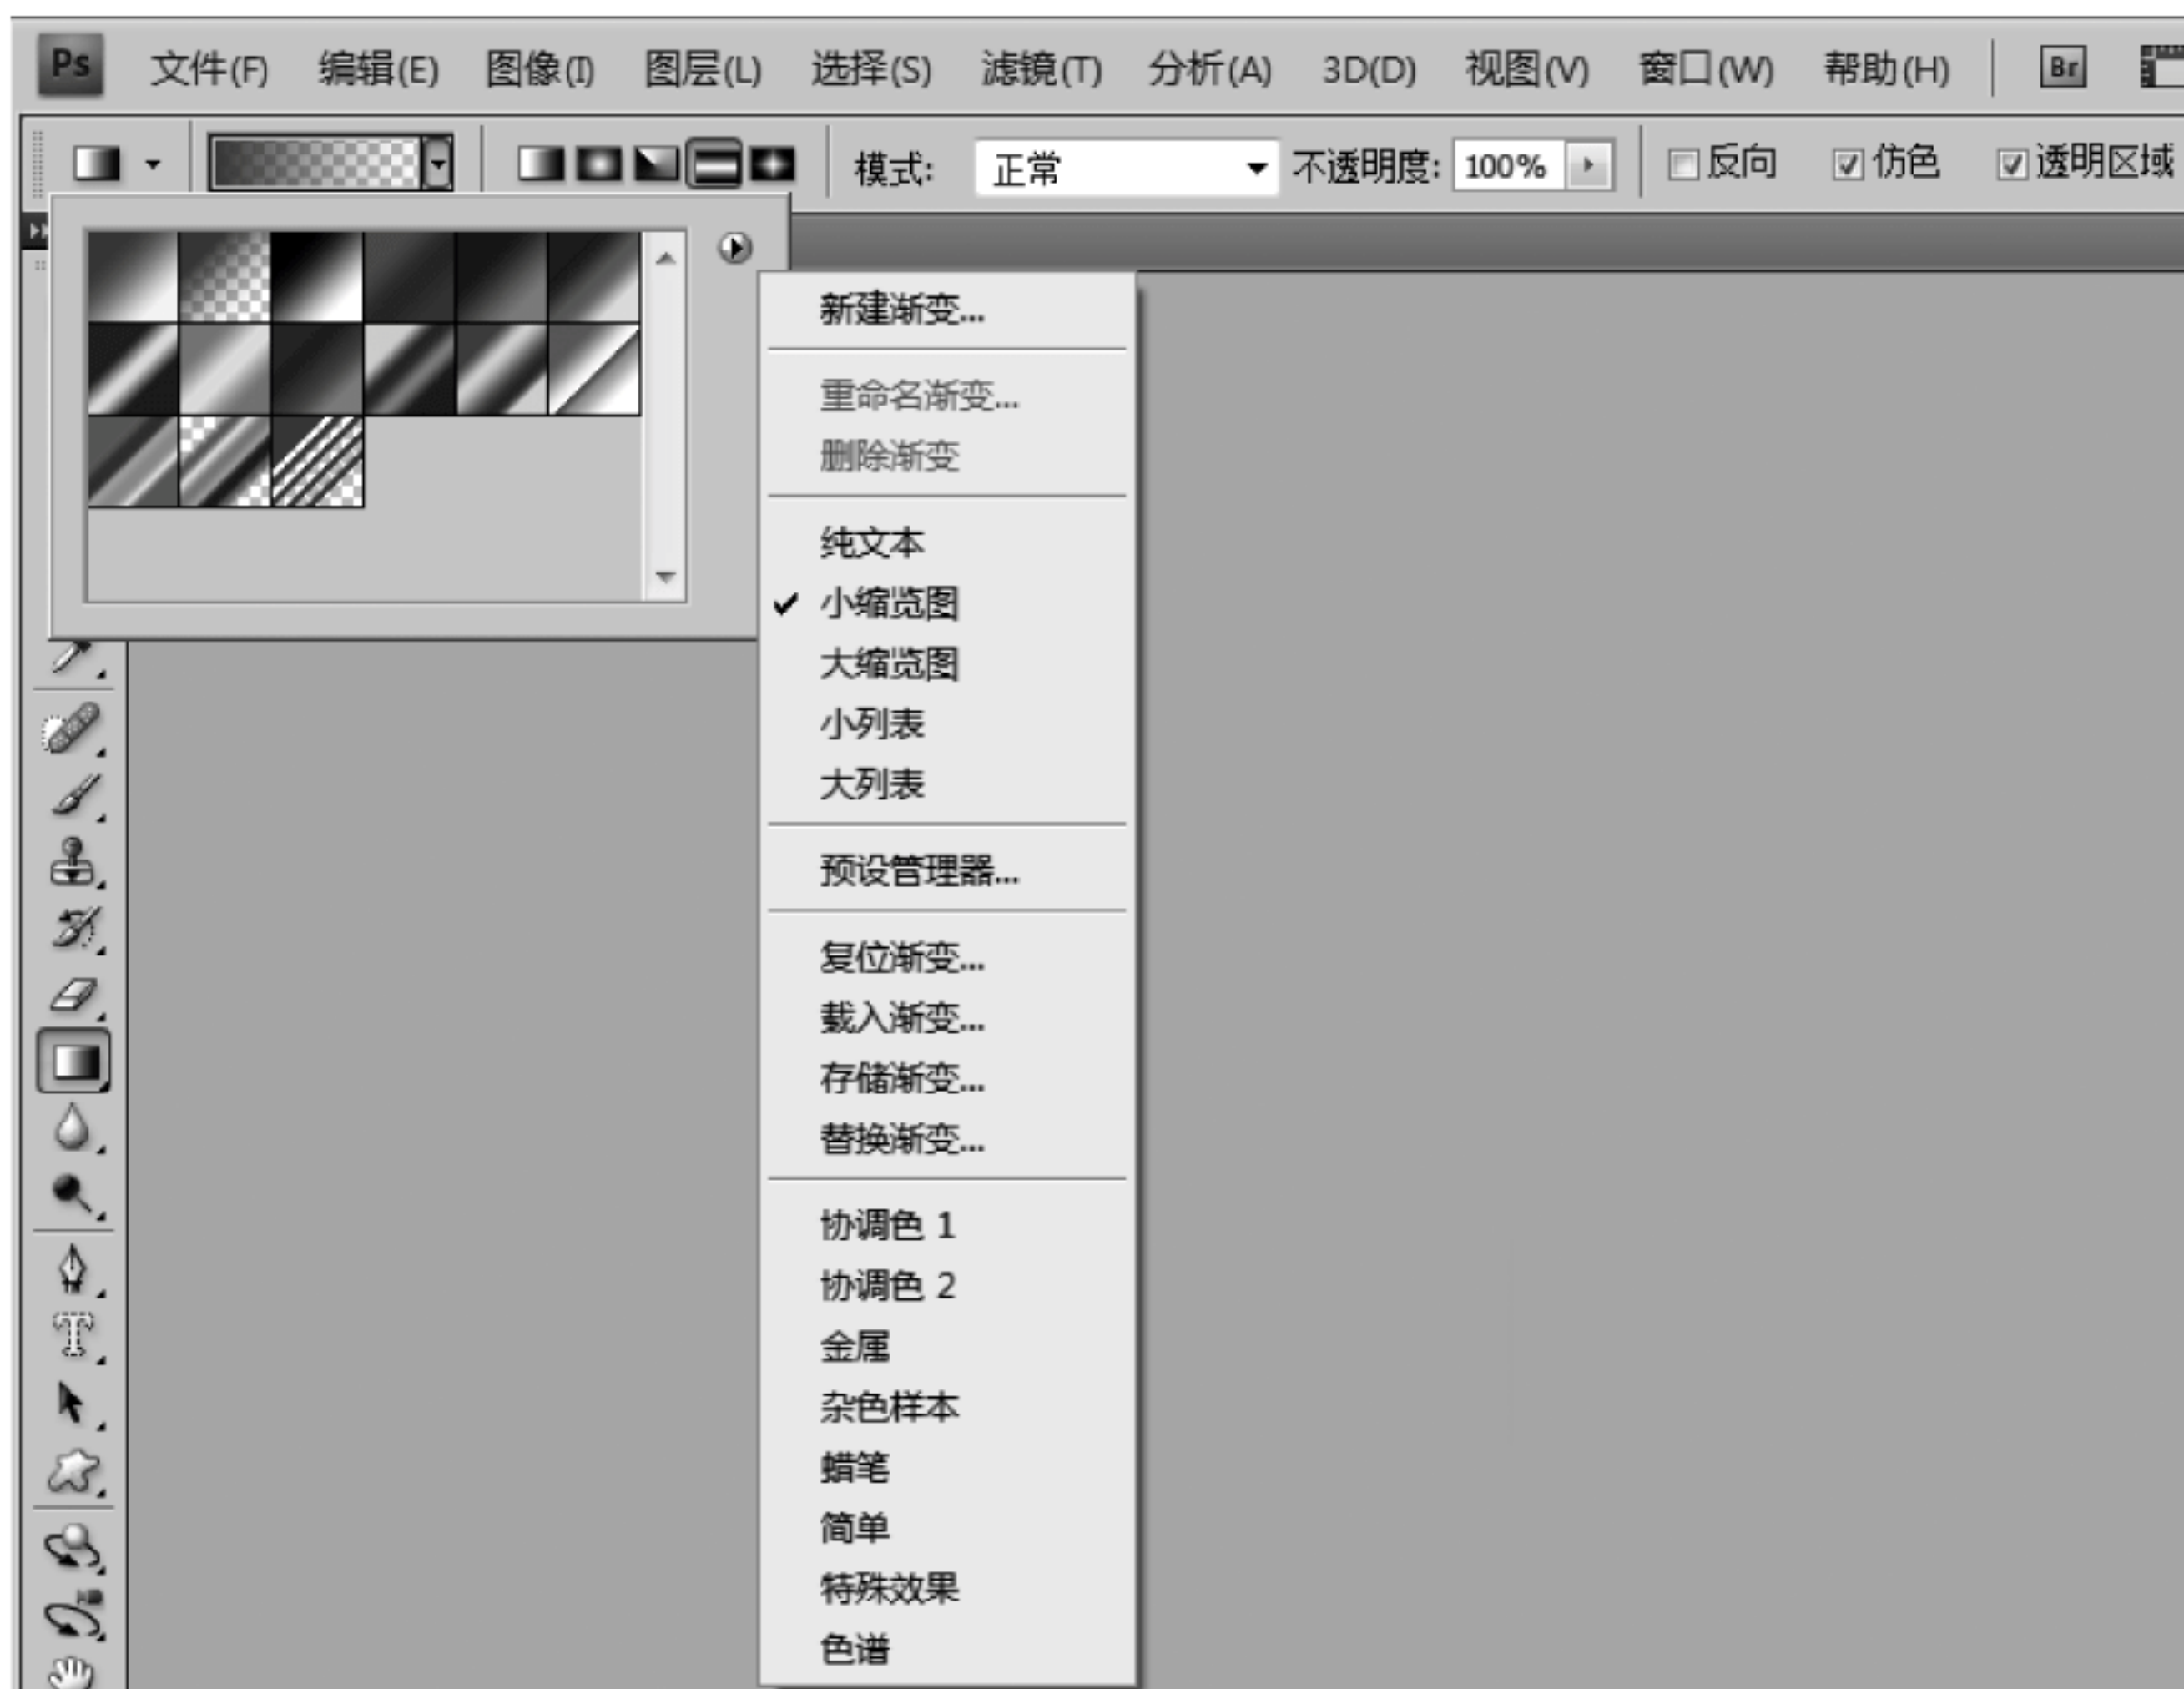 Ps 文件(F) 编辑(E) 图像(I) 图层(L) 选择(S) 滤镜(T) 分析(A) 3D(D) 视图(V) 窗口(W) 帮助(H) Br
模式: 正常 不透明度: 100% 反向 仿色 透明区域
新建渐变...
重命名渐变...
删除渐变
纯文本
小缩览图
大缩览图
小列表
大列表
预设管理器...
复位渐变...
载入渐变...
存储渐变...
替换渐变...
协调色 1
协调色 2
金属
杂色样本
蜡笔
简单
特殊效果
色谱